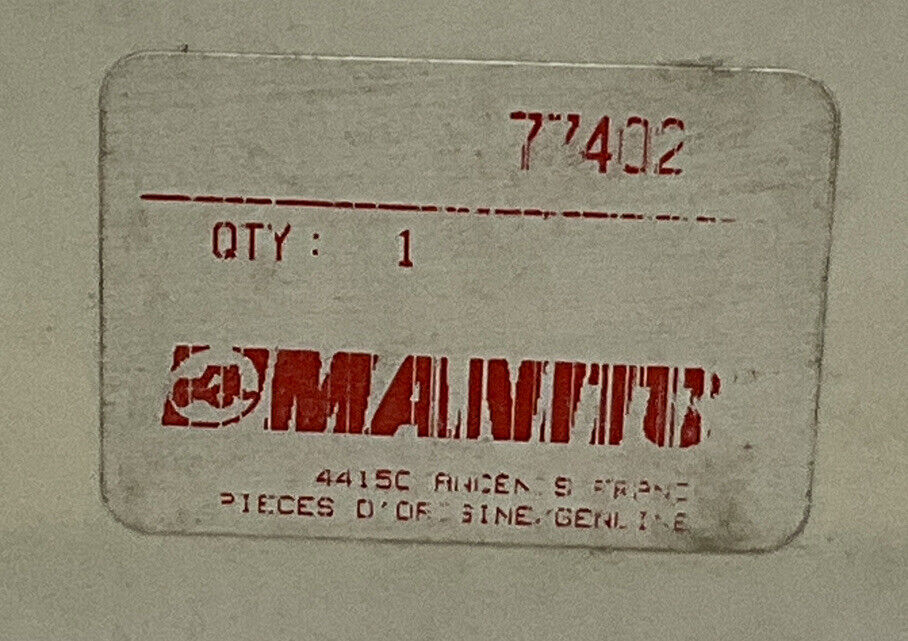 77402
QTY : 1
MANITOU
44150 ANCENIS FRANCE
PIECES D'ORIGINE/GENUINE